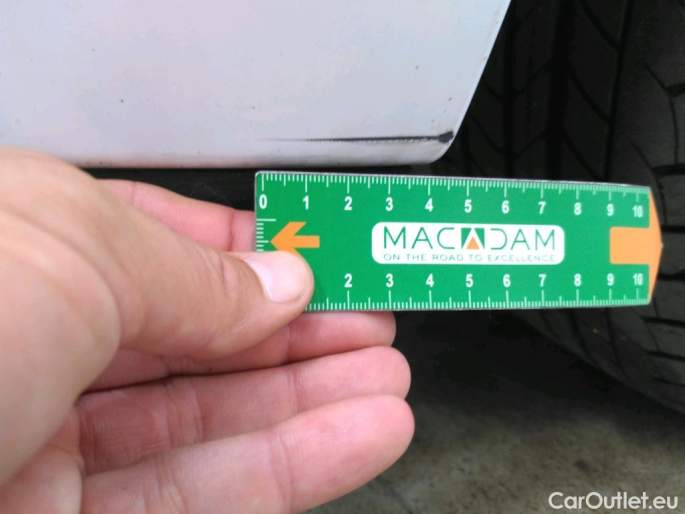 0 1 2 3 4 5 6 7 8 9 10
MACADAM
ON THE ROAD TO EXCELLENCE
2 3 4 5 6 7 8 9 10
CarOutlet.eu